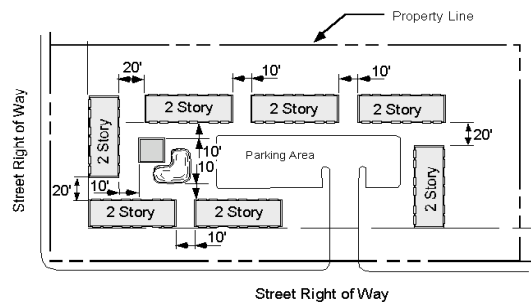 Property Line
20'
10'
10'
2 Story
2 Story
2 Story
2 Story
Street Right of Way
10'
10
Parking Area
20'
20'
10'
2 Story
2 Story
2 Story
10'
Street Right of Way